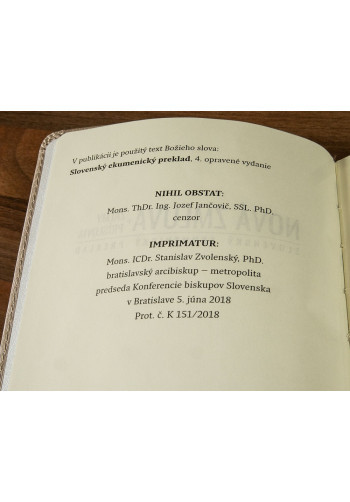 V publikácii je použitý text Božieho slova:
Slovenský ekumenický preklad, 4. opravené vydanie
NIHIL OBSTAT:
Mons. ThDr. Ing. Jozef Jančovič, SSL, PhD.
cenzor
IMPRIMATUR:
Mons. ICDr. Stanislav Zvolenský, PhD.
bratislavský arcibiskup – metropolita
predseda Konferencie biskupov Slovenska
v Bratislave 5. júna 2018
Prot. č. K 151/2018